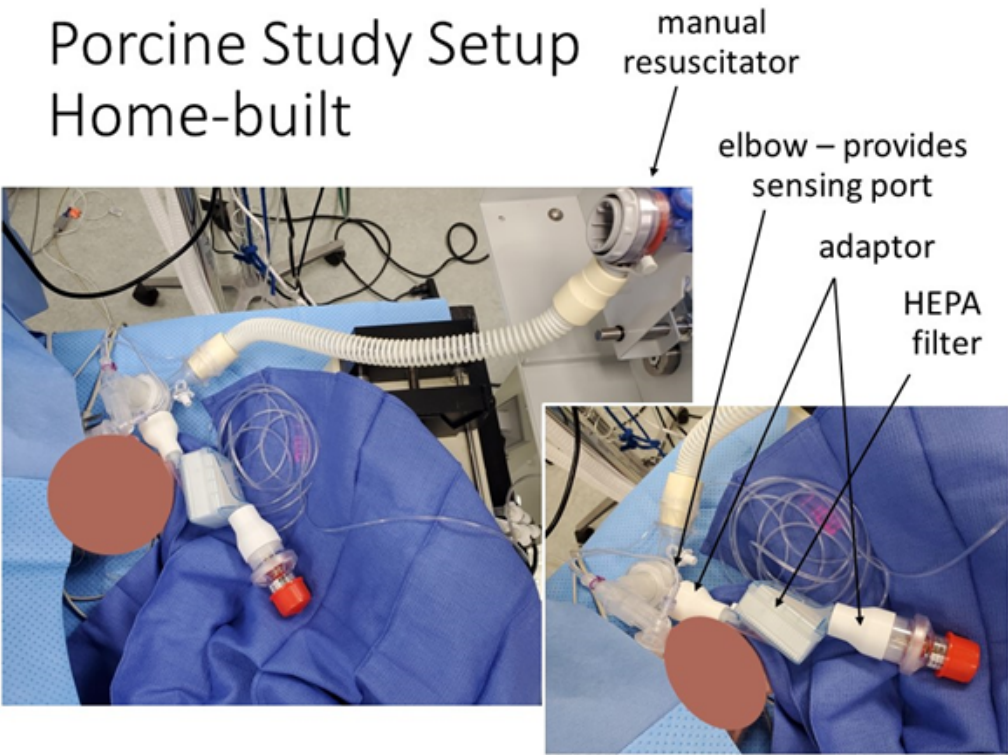 Porcine Study Setup
Home-built
manual
resuscitator
elbow – provides
sensing port
adaptor
HEPA
filter